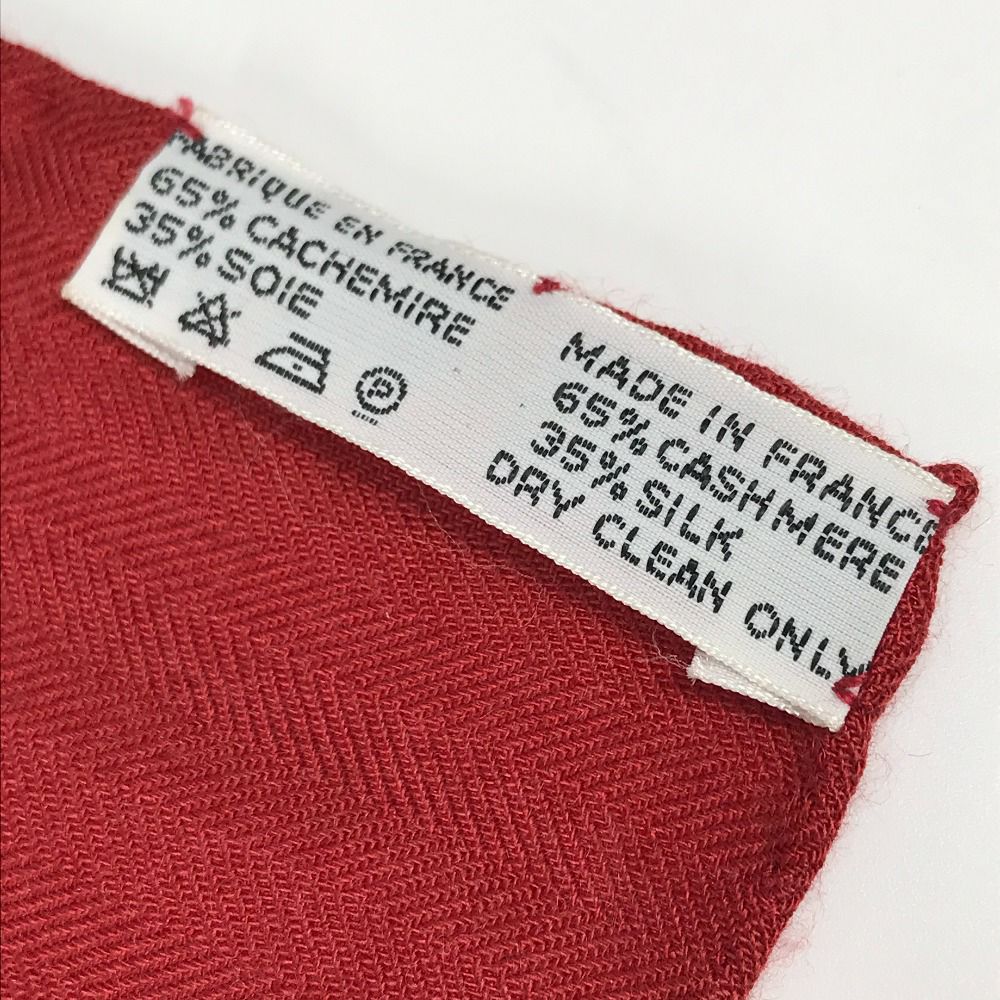 FABRIQUE EN FRANCE
65% CACHEMIRE
35% SOIE
P
MADE IN FRANCE
65% CASHMERE
35% SILK
DRY CLEAN ONLY